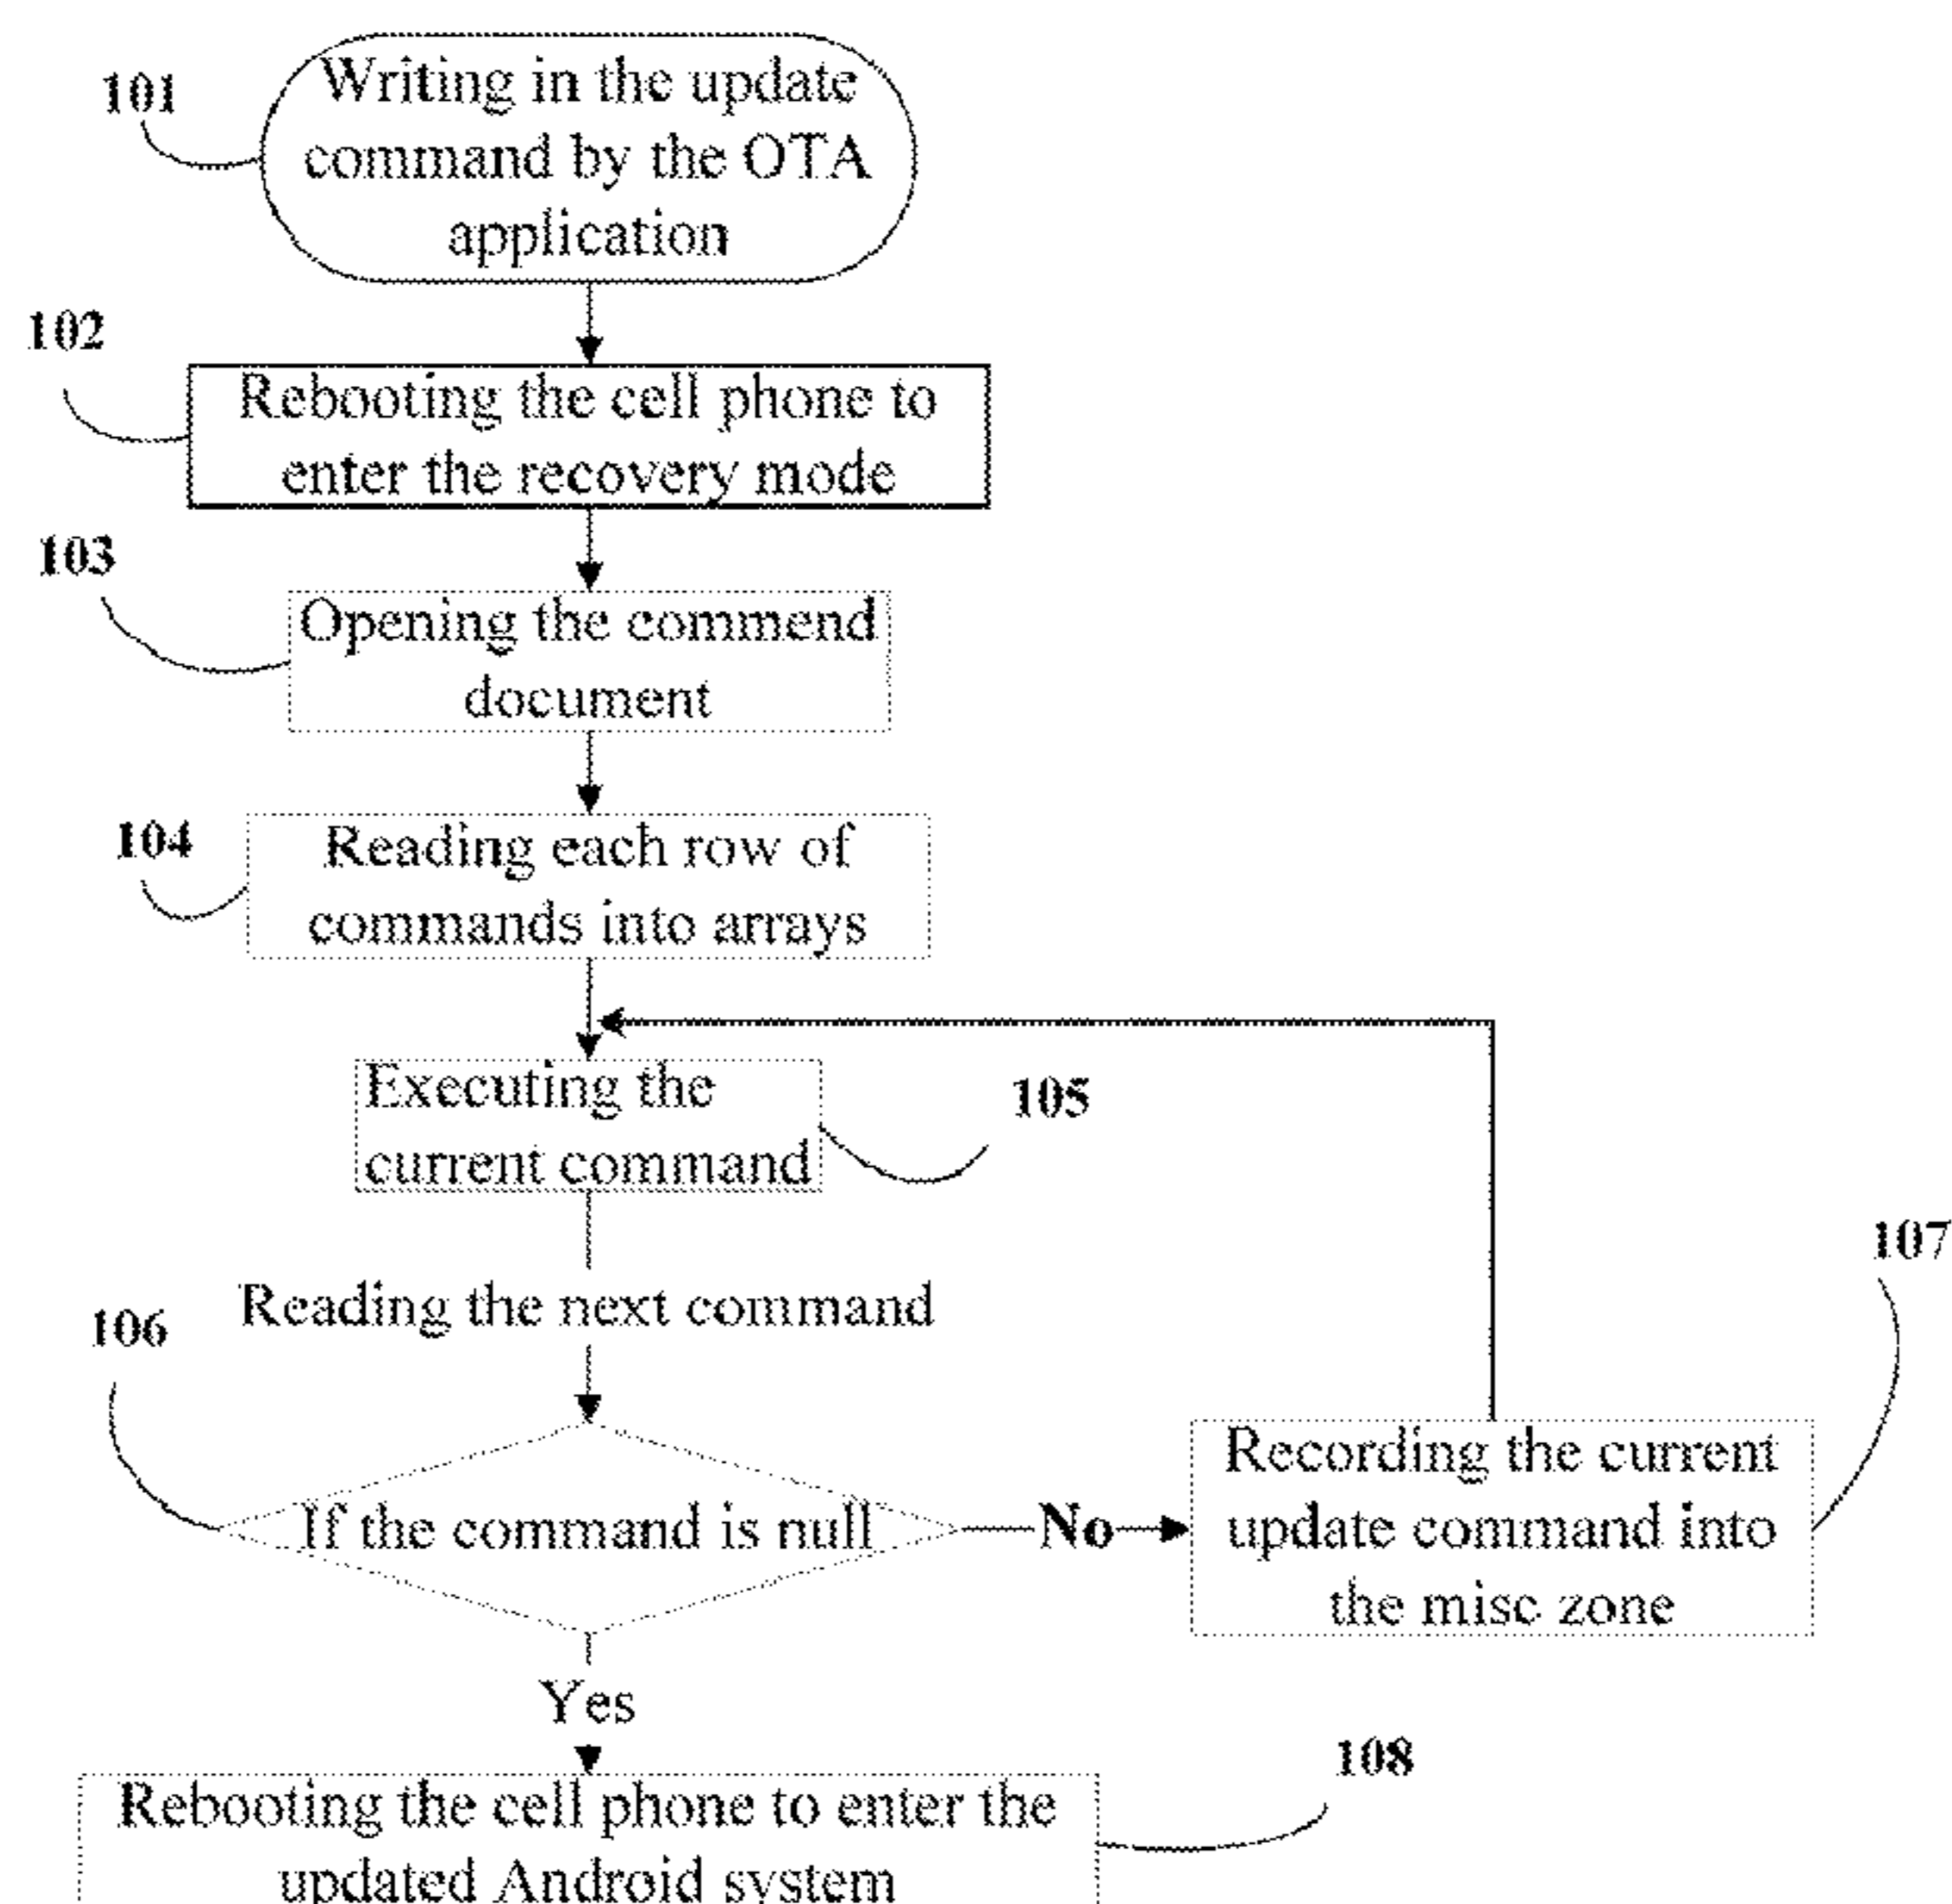 101
Writing in the update
command by the OTA
application
102
Rebooting the cell phone to
enter the recovery mode
103
Opening the commend
document
104
Reading each row of
commands into arrays
Executing the
current command
105
Reading the next command
106
107
If the command is null
No
Recording the current
update command into
the misc zone
Yes
108
Rebooting the cell phone to enter the
updated Android system